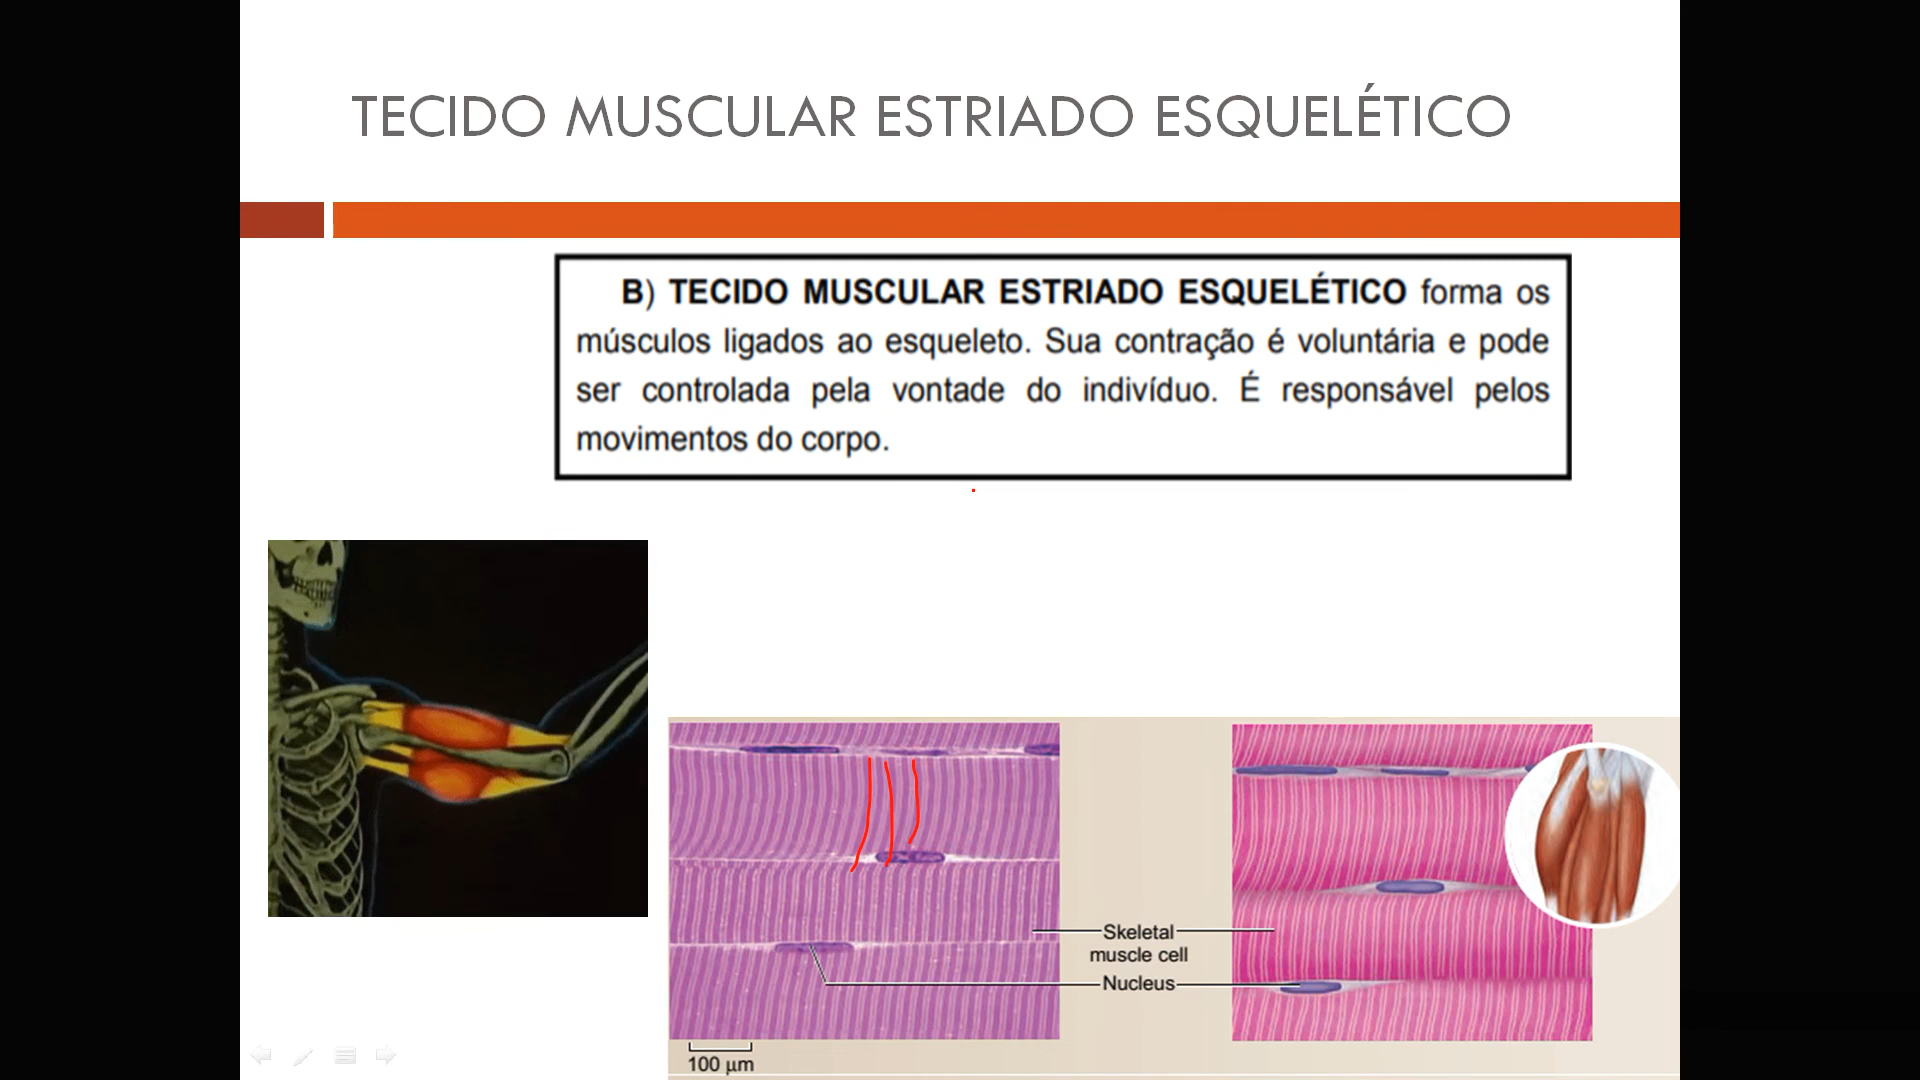 TECIDO MUSCULAR ESTRIADO ESQUELÉTICO
B) TECIDO MUSCULAR ESTRIADO ESQUELÉTICO forma os
músculos ligados ao esqueleto. Sua contração é voluntária e pode
ser controlada pela vontade do indivíduo. É responsável pelos
movimentos do corpo.
Skeletal
muscle cell
Nucleus
100 µm